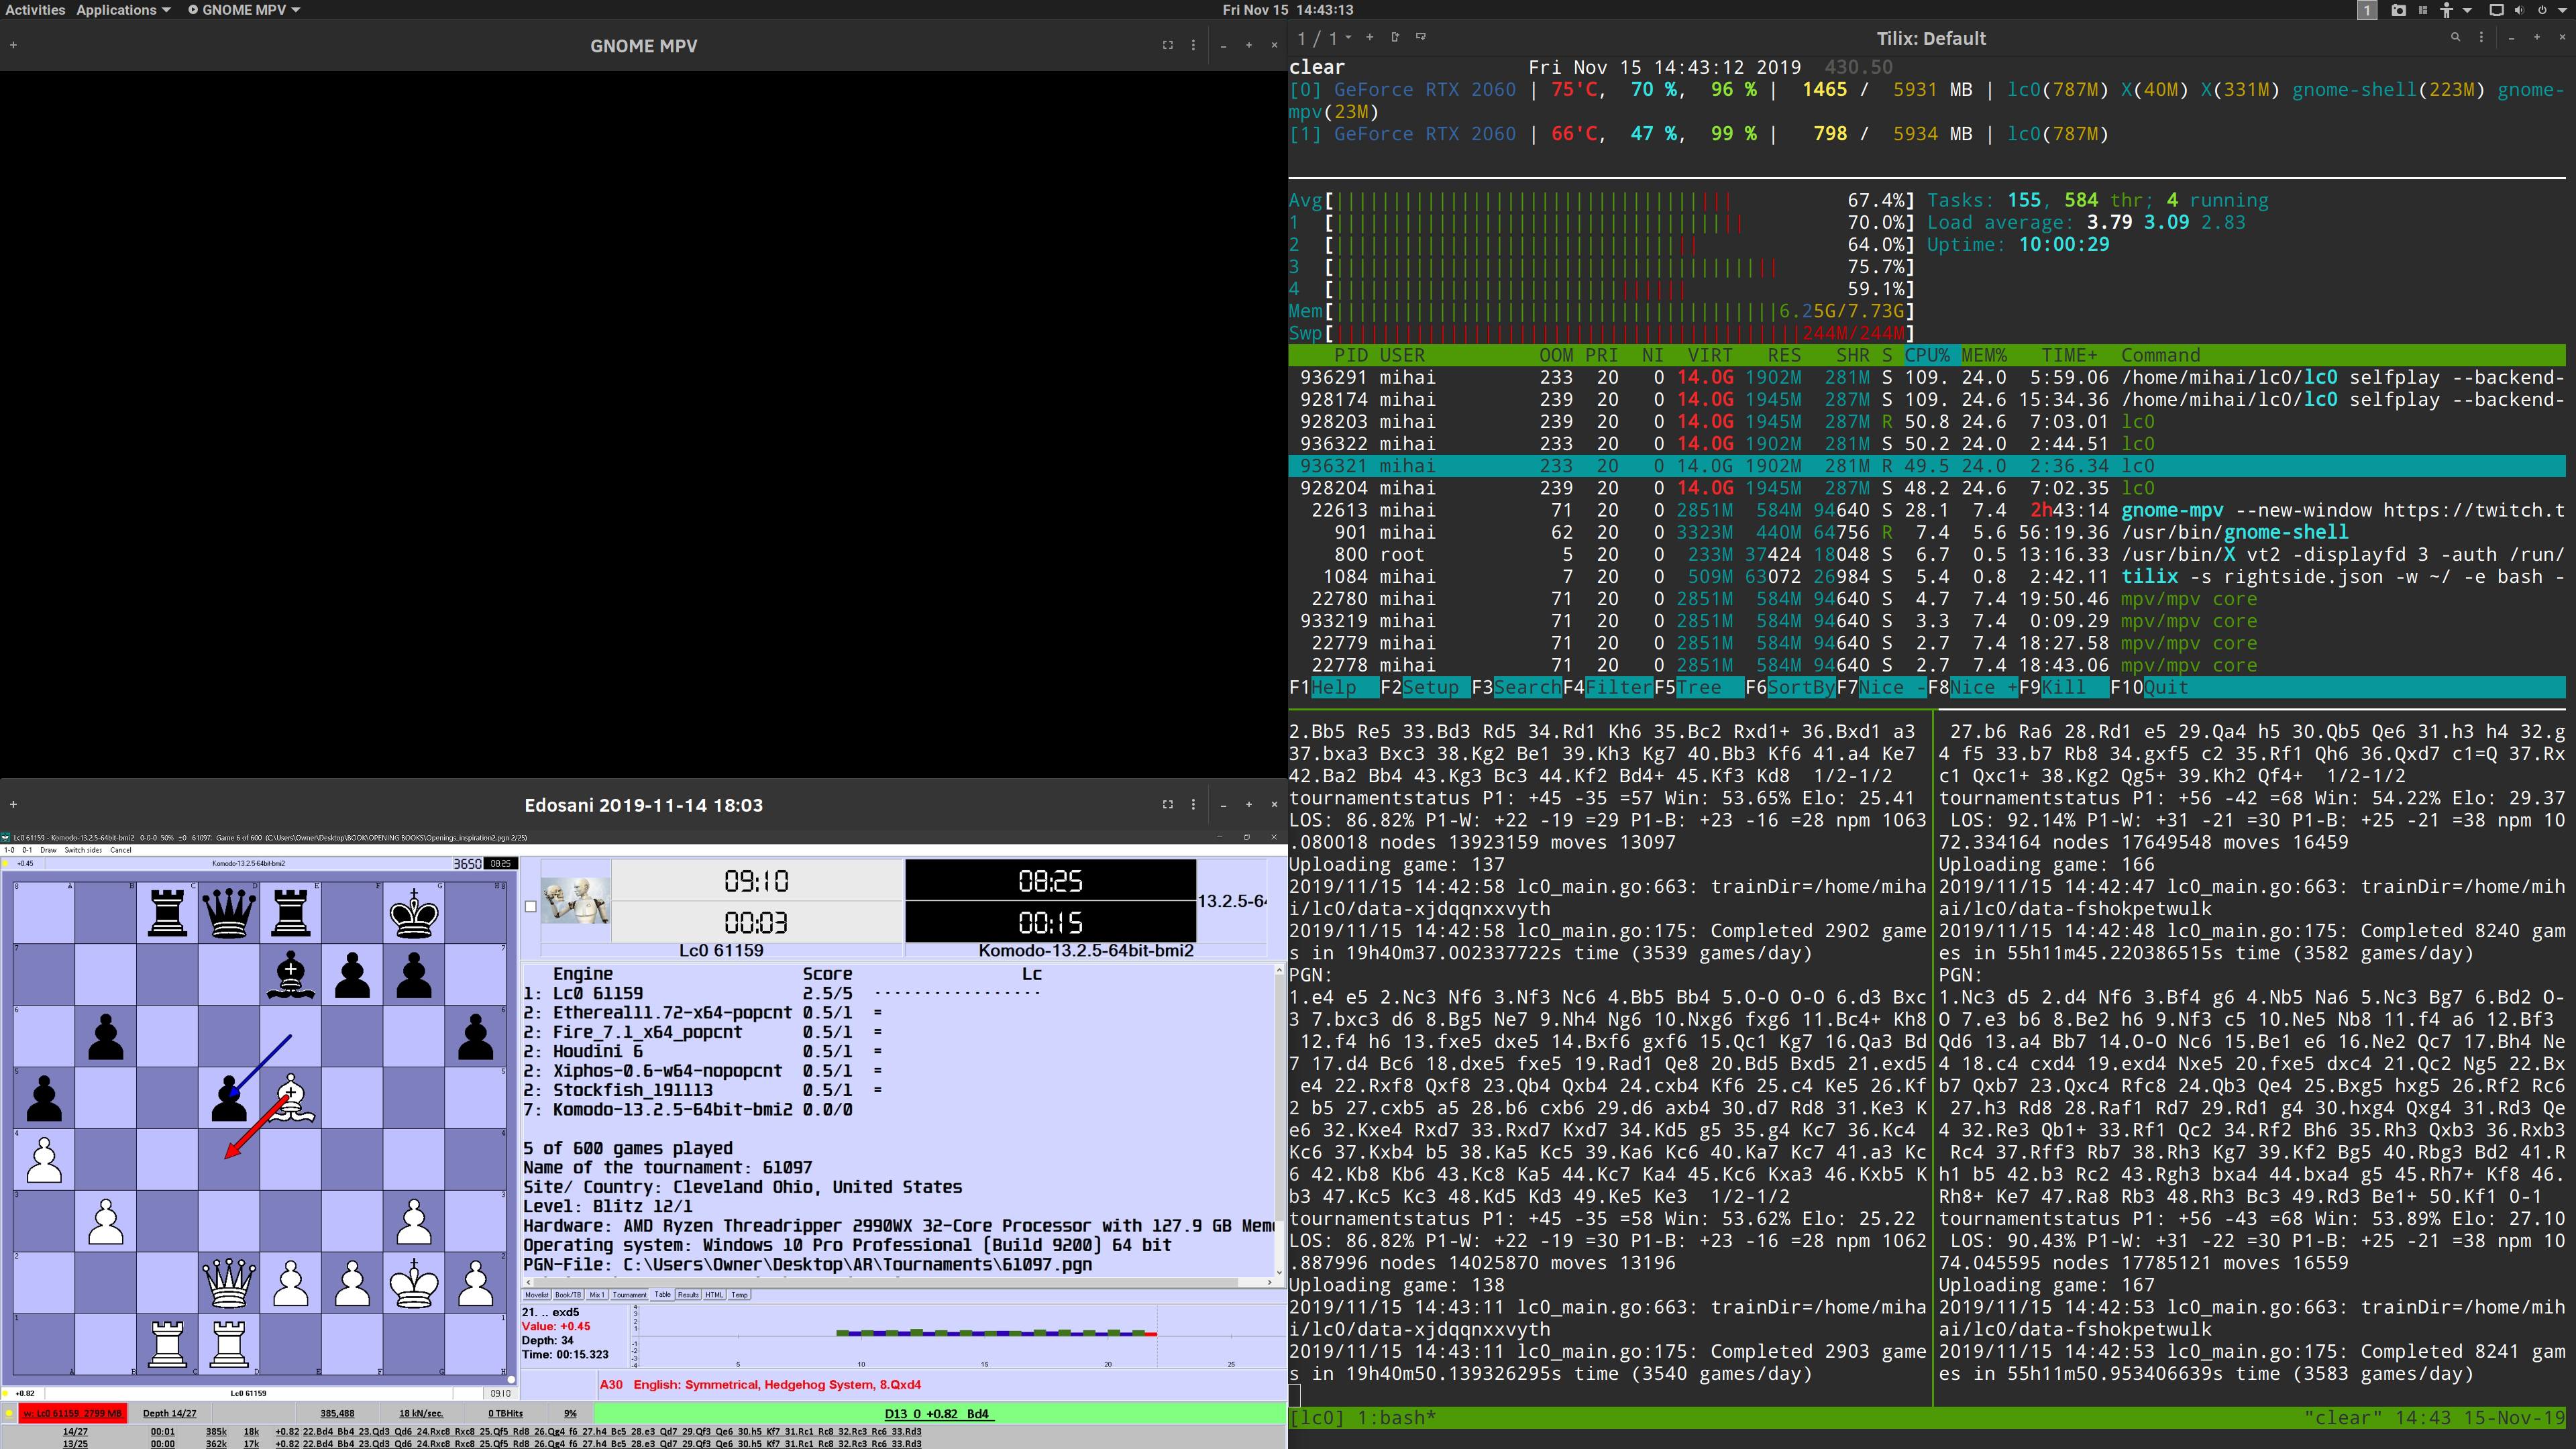 Activities Applications GNOME MPV Fri Nov 15 14:43:13 1
GNOME MPV
Edosani 2019-11-14 18:03
Lc0 61159 - Komodo-13.2.5-64bit-bmi2 0-0-0 50% ±0 61097: Game 6 of 600 (C:\Users\Owner\Desktop\BOOK\OPENING BOOKS\Openings_inspiration2.pgn 2/25)
1-0 0-1 Draw Switch sides Cancel
+0.45 Komodo-13.2.5-64bit-bmi2 3650 08:25
09:10 08:25
00:03 00:15
13.2.5-64
Lc0 61159 Komodo-13.2.5-64bit-bmi2
Engine Score Lc
1: Lc0 61159 2.5/5 ------------------
2: Etherealll.72-x64-popcnt 0.5/1 =
2: Fire_7.1_x64_popcnt 0.5/1 =
2: Houdini 6 0.5/1 =
2: Xiphos-0.6-w64-nopopcnt 0.5/1 =
2: Stockfish_191113 0.5/1 =
7: Komodo-13.2.5-64bit-bmi2 0.0/0
5 of 600 games played
Name of the tournament: 61097
Site/ Country: Cleveland Ohio, United States
Level: Blitz 12/1
Hardware: AMD Ryzen Threadripper 2990WX 32-Core Processor with 127.9 GB Mem
Operating system: Windows 10 Pro Professional (Build 9200) 64 bit
PGN-File: C:\Users\Owner\Desktop\AR\Tournaments\61097.pgn
Movelist Book/TB Mix 1 Tournament Table Results HTML Temp
21. .. exd5
Value: +0.45
Depth: 34
Time: 00:15.323
5 10 15 20 25
A30 English: Symmetrical, Hedgehog System, 8.Qxd4
+0.82 Lc0 61159 09:10
w: Lc0 61159, 2799 MB Depth 14/27 385,488 18 kN/sec. 0 TBHits 9% D13 0 +0.82 Bd4
14/27 00:01 385k 18k +0.82 22.Bd4 Bb4 23.Qd3 Qd6 24.Rxc8 Rxc8 25.Qf5 Rd8 26.Qg4 f6 27.h4 Bc5 28.e3 Qd7 29.Qf3 Qe6 30.h5 Kf7 31.Rc1 Rc8 32.Rc3 Rc6 33.Rd3
13/25 00:00 362k 17k +0.82 22.Bd4 Bb4 23.Qd3 Qd6 24.Rxc8 Rxc8 25.Qf5 Rd8 26.Qg4 f6 27.h4 Bc5 28.e3 Qd7 29.Qf3 Qe6 30.h5 Kf7 31.Rc1 Rc8 32.Rc3 Rc6 33.Rd3
1 / 1 Tilix: Default
clear Fri Nov 15 14:43:12 2019 430.50
[0] GeForce RTX 2060 | 75'C, 70 %, 96 % | 1465 / 5931 MB | lc0(787M) X(40M) X(331M) gnome-shell(223M) gnome-
mpv(23M)
[1] GeForce RTX 2060 | 66'C, 47 %, 99 % | 798 / 5934 MB | lc0(787M)
Avg[ 67.4%] Tasks: 155, 584 thr; 4 running
1 [ 70.0%] Load average: 3.79 3.09 2.83
2 [ 64.0%] Uptime: 10:00:29
3 [ 75.7%]
4 [ 59.1%]
Mem[ 6.25G/7.73G]
Swp[ 244M/244M]
PID USER OOM PRI NI VIRT RES SHR S CPU% MEM% TIME+ Command
936291 mihai 233 20 0 14.0G 1902M 281M S 109. 24.0 5:59.06 /home/mihai/lc0/lc0 selfplay --backend-
928174 mihai 239 20 0 14.0G 1945M 287M S 109. 24.6 15:34.36 /home/mihai/lc0/lc0 selfplay --backend-
928203 mihai 239 20 0 14.0G 1945M 287M R 50.8 24.6 7:03.01 lc0
936322 mihai 233 20 0 14.0G 1902M 281M S 50.2 24.0 2:44.51 lc0
936321 mihai 233 20 0 14.0G 1902M 281M R 49.5 24.0 2:36.34 lc0
928204 mihai 239 20 0 14.0G 1945M 287M S 48.2 24.6 7:02.35 lc0
22613 mihai 71 20 0 2851M 584M 94640 S 28.1 7.4 2h43:14 gnome-mpv --new-window https://twitch.t
901 mihai 62 20 0 3323M 440M 64756 R 7.4 5.6 56:19.36 /usr/bin/gnome-shell
800 root 5 20 0 233M 37424 18048 S 6.7 0.5 13:16.33 /usr/bin/X vt2 -displayfd 3 -auth /run/
1084 mihai 7 20 0 509M 63072 26984 S 5.4 0.8 2:42.11 tilix -s rightside.json -w ~/ -e bash -
22780 mihai 71 20 0 2851M 584M 94640 S 4.7 7.4 19:50.46 mpv/mpv core
933219 mihai 71 20 0 2851M 584M 94640 S 3.3 7.4 0:09.29 mpv/mpv core
22779 mihai 71 20 0 2851M 584M 94640 S 2.7 7.4 18:27.58 mpv/mpv core
22778 mihai 71 20 0 2851M 584M 94640 S 2.7 7.4 18:43.06 mpv/mpv core
F1Help F2Setup F3SearchF4FilterF5Tree F6SortByF7Nice -F8Nice +F9Kill F10Quit
2.Bb5 Re5 33.Bd3 Rd5 34.Rd1 Kh6 35.Bc2 Rxd1+ 36.Bxd1 a3
37.bxa3 Bxc3 38.Kg2 Be1 39.Kh3 Kg7 40.Bb3 Kf6 41.a4 Ke7
42.Ba2 Bb4 43.Kg3 Bc3 44.Kf2 Bd4+ 45.Kf3 Kd8 1/2-1/2
tournamentstatus P1: +45 -35 =57 Win: 53.65% Elo: 25.41
LOS: 86.82% P1-W: +22 -19 =29 P1-B: +23 -16 =28 npm 1063
.080018 nodes 13923159 moves 13097
Uploading game: 137
2019/11/15 14:42:58 lc0_main.go:663: trainDir=/home/miha
i/lc0/data-xjdqqnxxvyth
2019/11/15 14:42:58 lc0_main.go:175: Completed 2902 game
s in 19h40m37.002337722s time (3539 games/day)
PGN:
1.e4 e5 2.Nc3 Nf6 3.Nf3 Nc6 4.Bb5 Bb4 5.O-O O-O 6.d3 Bxc
3 7.bxc3 d6 8.Bg5 Ne7 9.Nh4 Ng6 10.Nxg6 fxg6 11.Bc4+ Kh8
12.f4 h6 13.fxe5 dxe5 14.Bxf6 gxf6 15.Qc1 Kg7 16.Qa3 Bd
7 17.d4 Bc6 18.dxe5 fxe5 19.Rad1 Qe8 20.Bd5 Bxd5 21.exd5
e4 22.Rxf8 Qxf8 23.Qb4 Qxb4 24.cxb4 Kf6 25.c4 Ke5 26.Kf
2 b5 27.cxb5 a5 28.b6 cxb6 29.d6 axb4 30.d7 Rd8 31.Ke3 K
e6 32.Kxe4 Rxd7 33.Rxd7 Kxd7 34.Kd5 g5 35.g4 Kc7 36.Kc4
Kc6 37.Kxb4 b5 38.Ka5 Kc5 39.Ka6 Kc6 40.Ka7 Kc7 41.a3 Kc
6 42.Kb8 Kb6 43.Kc8 Ka5 44.Kc7 Ka4 45.Kc6 Kxa3 46.Kxb5 K
b3 47.Kc5 Kc3 48.Kd5 Kd3 49.Ke5 Ke3 1/2-1/2
tournamentstatus P1: +45 -35 =58 Win: 53.62% Elo: 25.22
LOS: 86.82% P1-W: +22 -19 =30 P1-B: +23 -16 =28 npm 1062
.887996 nodes 14025870 moves 13196
Uploading game: 138
2019/11/15 14:43:11 lc0_main.go:663: trainDir=/home/miha
i/lc0/data-xjdqqnxxvyth
2019/11/15 14:43:11 lc0_main.go:175: Completed 2903 game
s in 19h40m50.139326295s time (3540 games/day)
27.b6 Ra6 28.Rd1 e5 29.Qa4 h5 30.Qb5 Qe6 31.h3 h4 32.g
4 f5 33.b7 Rb8 34.gxf5 c2 35.Rf1 Qh6 36.Qxd7 c1=Q 37.Rx
c1 Qxc1+ 38.Kg2 Qg5+ 39.Kh2 Qf4+ 1/2-1/2
tournamentstatus P1: +56 -42 =68 Win: 54.22% Elo: 29.37
LOS: 92.14% P1-W: +31 -21 =30 P1-B: +25 -21 =38 npm 10
72.334164 nodes 17649548 moves 16459
Uploading game: 166
2019/11/15 14:42:47 lc0_main.go:663: trainDir=/home/mih
ai/lc0/data-fshokpetwulk
2019/11/15 14:42:48 lc0_main.go:175: Completed 8240 gam
es in 55h11m45.220386515s time (3582 games/day)
PGN:
1.Nc3 d5 2.d4 Nf6 3.Bf4 g6 4.Nb5 Na6 5.Nc3 Bg7 6.Bd2 O-
O 7.e3 b6 8.Be2 h6 9.Nf3 c5 10.Ne5 Nb8 11.f4 a6 12.Bf3
Qd6 13.a4 Bb7 14.O-O Nc6 15.Be1 e6 16.Ne2 Qc7 17.Bh4 Ne
4 18.c4 cxd4 19.exd4 Nxe5 20.fxe5 dxc4 21.Qc2 Ng5 22.Bx
b7 Qxb7 23.Qxc4 Rfc8 24.Qb3 Qe4 25.Bxg5 hxg5 26.Rf2 Rc6
27.h3 Rd8 28.Raf1 Rd7 29.Rd1 g4 30.hxg4 Qxg4 31.Rd3 Qe
4 32.Re3 Qb1+ 33.Rf1 Qc2 34.Rf2 Bh6 35.Rh3 Qxb3 36.Rxb3
Rc4 37.Rff3 Rb7 38.Rh3 Kg7 39.Kf2 Bg5 40.Rbg3 Bd2 41.R
h1 b5 42.b3 Rc2 43.Rgh3 bxa4 44.bxa4 g5 45.Rh7+ Kf8 46.
Rh8+ Ke7 47.Ra8 Rb3 48.Rh3 Bc3 49.Rd3 Be1+ 50.Kf1 0-1
tournamentstatus P1: +56 -43 =68 Win: 53.89% Elo: 27.10
LOS: 90.43% P1-W: +31 -22 =30 P1-B: +25 -21 =38 npm 10
74.045595 nodes 17785121 moves 16559
Uploading game: 167
2019/11/15 14:42:53 lc0_main.go:663: trainDir=/home/mih
ai/lc0/data-fshokpetwulk
2019/11/15 14:42:53 lc0_main.go:175: Completed 8241 gam
es in 55h11m50.953406639s time (3583 games/day)
[lc0] 1:bash* "clear" 14:43 15-Nov-19